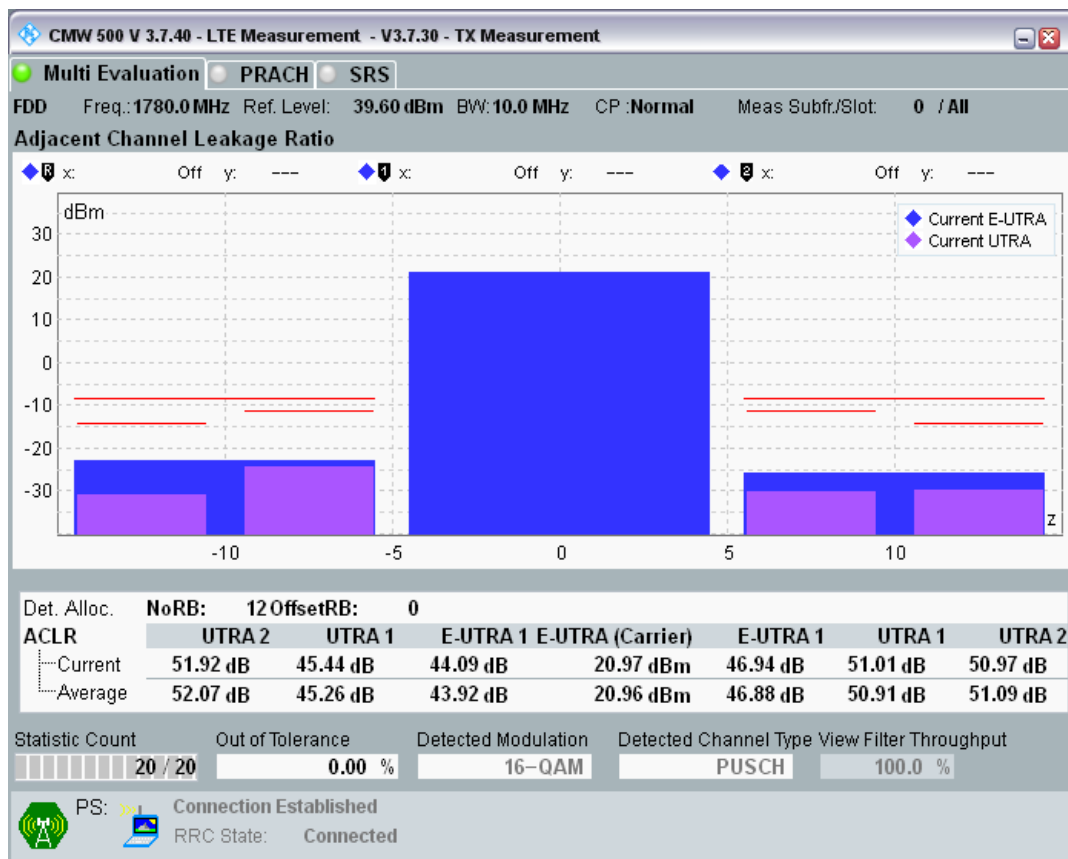 CMW 500 V 3.7.40 - LTE Measurement - V3.7.30 - TX Measurement
Multi Evaluation PRACH SRS
FDD Freq.:1780.0 MHz Ref. Level: 39.60 dBm BW:10.0 MHz CP :Normal Meas Subfr./Slot: 0 / All
Adjacent Channel Leakage Ratio
R x: Off y: --- 1 x: Off y: --- 2 x: Off y: ---
dBm
Current E-UTRA
Current UTRA
30
20
10
0
-10
-20
-30
z
-10 -5 0 5 10
Det. Alloc. NoRB: 12 OffsetRB: 0
ACLR UTRA 2 UTRA 1 E-UTRA 1 E-UTRA (Carrier) E-UTRA 1 UTRA 1 UTRA 2
Current 51.92 dB 45.44 dB 44.09 dB 20.97 dBm 46.94 dB 51.01 dB 50.97 dB
Average 52.07 dB 45.26 dB 43.92 dB 20.96 dBm 46.88 dB 50.91 dB 51.09 dB
Statistic Count Out of Tolerance Detected Modulation Detected Channel Type View Filter Throughput
20 / 20 0.00 % 16-QAM PUSCH 100.0 %
PS: Connection Established
RRC State: Connected